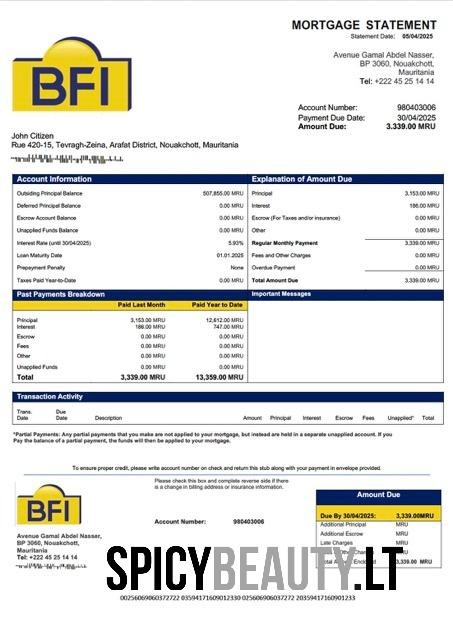 MORTGAGE STATEMENT
Statement Date: 05/04/2025
BFI
Avenue Gamal Abdel Nasser,
BP 3060, Nouakchott,
Mauritania
Tel: +222 45 25 14 14
Account Number: 980403006
Payment Due Date: 30/04/2025
Amount Due: 3.339.00 MRU
John Citizen
Rue 420-15, Tevragh-Zeina, Arafat District, Nouakchott, Mauritania
Account Information
Outsiding Principal Balance 507,855.00 MRU
Deferred Principal Balance 0.00 MRU
Escrow Account Balance 0.00 MRU
Unapplied Funds Balance 0.00 MRU
Interest Rate (until 30/04/2025) 5.93%
Loan Maturity Date 01.01.2025
Prepayment Penalty None
Taxes Paid Year-to-Date 0.00 MRU
Explanation of Amount Due
Principal 3,153.00 MRU
Interest 186.00 MRU
Escrow (For Taxes and/or insurance) 0.00 MRU
Other 0.00 MRU
Regular Monthly Payment 3,339.00 MRU
Fees and Other Charges 0.00 MRU
Overdue Payment 0.00 MRU
Total Amount Due 3,339.00 MRU
Past Payments Breakdown
Paid Last Month Paid Year to Date
Principal 3,153.00 MRU 12,612.00 MRU
Interest 186.00 MRU 747.00 MRU
Escrow 0.00 MRU 0.00 MRU
Fees 0.00 MRU 0.00 MRU
Other 0.00 MRU 0.00 MRU
Unapplied Funds 0.00 MRU 0.00 MRU
Total 3,339.00 MRU 13,359.00 MRU
Important Messages
Transaction Activity
Trans. Date Due Date Description Amount Principal Interest Escrow Fees Unapplied* Total
*Partial Payments: Any partial payments that you make are not applied to your mortgage, but instead are held in a separate unapplied account. If you
Pay the balance of a partial payment, the funds will then be applied to your mortgage.
To ensure proper credit, please write account number on check and return this stub along with your payment in envelope provided.
BFI
Please check this box and complete reverse side if there
is a change in billing address or insurance information.
Account Number: 980403006
Avenue Gamal Abdel Nasser,
BP 3060, Nouakchott,
Mauritania
Tel: +222 45 25 14 14
Amount Due
Due By 30/04/2025: 3,339.00MRU
Additional Principal MRU
Additional Escrow MRU
Late Charges MRU
MRU
MRU
SPICYBEAUTY.LT